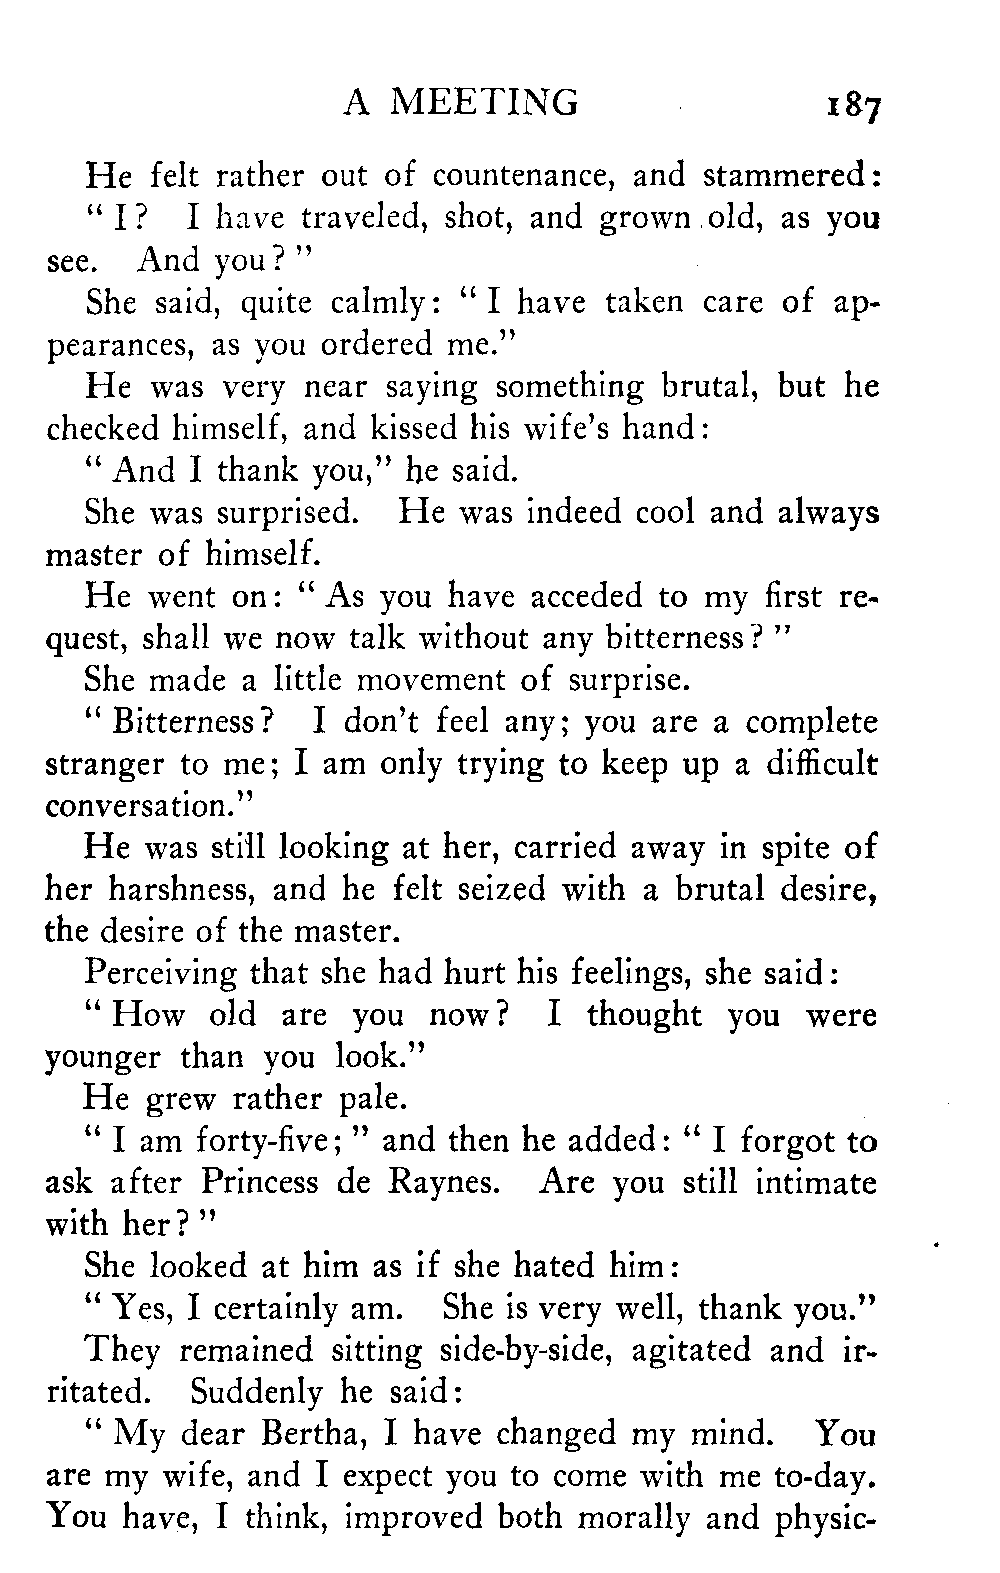 A MEETING 187
He felt rather out of countenance, and stammered:
“ I? I have traveled, shot, and grown old, as you
see. And you? ”
She said, quite calmly: “ I have taken care of ap-
pearances, as you ordered me.”
He was very near saying something brutal, but he
checked himself, and kissed his wife’s hand:
“ And I thank you,” he said.
She was surprised. He was indeed cool and always
master of himself.
He went on: “ As you have acceded to my first re-
quest, shall we now talk without any bitterness? ”
She made a little movement of surprise.
“ Bitterness? I don’t feel any; you are a complete
stranger to me; I am only trying to keep up a difficult
conversation.”
He was still looking at her, carried away in spite of
her harshness, and he felt seized with a brutal desire,
the desire of the master.
Perceiving that she had hurt his feelings, she said:
“ How old are you now? I thought you were
younger than you look.”
He grew rather pale.
“ I am forty-five; ” and then he added: “ I forgot to
ask after Princess de Raynes. Are you still intimate
with her? ”
She looked at him as if she hated him:
“ Yes, I certainly am. She is very well, thank you.”
They remained sitting side-by-side, agitated and ir-
ritated. Suddenly he said:
“ My dear Bertha, I have changed my mind. You
are my wife, and I expect you to come with me to-day.
You have, I think, improved both morally and physic-